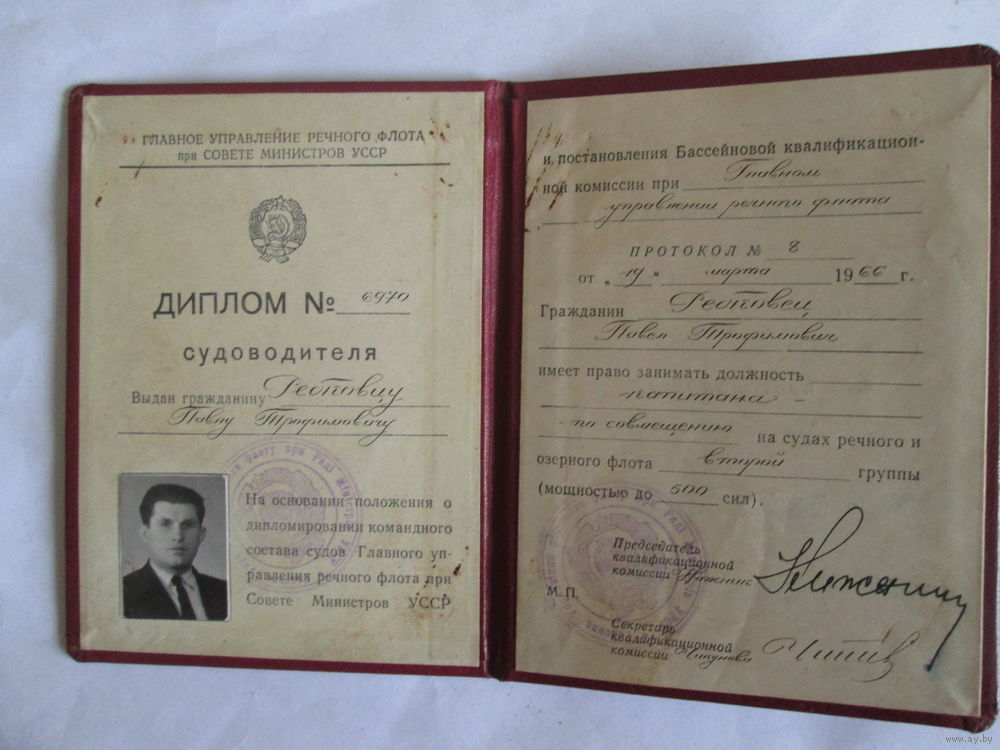 ГЛАВНОЕ УПРАВЛЕНИЕ РЕЧНОГО ФЛОТА
при СОВЕТЕ МИНИСТРОВ УССР
ДИПЛОМ № 6970
судоводителя
Выдан гражданину
Павлу Трофимовичу
На основании положения о
дипломировании командного
состава судов Главного уп-
равления речного флота при
Совете Министров УССР
и постановления Бассейновой квалификацион-
ной комиссии при Главном
управлении речного флота
ПРОТОКОЛ № 8
от „19" марта 1966 г.
Гражданин
Павел Трофимович
имеет право занимать должность
капитана -
- по совмещению на судах речного и
озерного флота второй группы
(мощностью до 500 сил).
Председатель
квалификационной
комиссии
М. П.
Секретарь
квалификационной
комиссии
www.ay.by